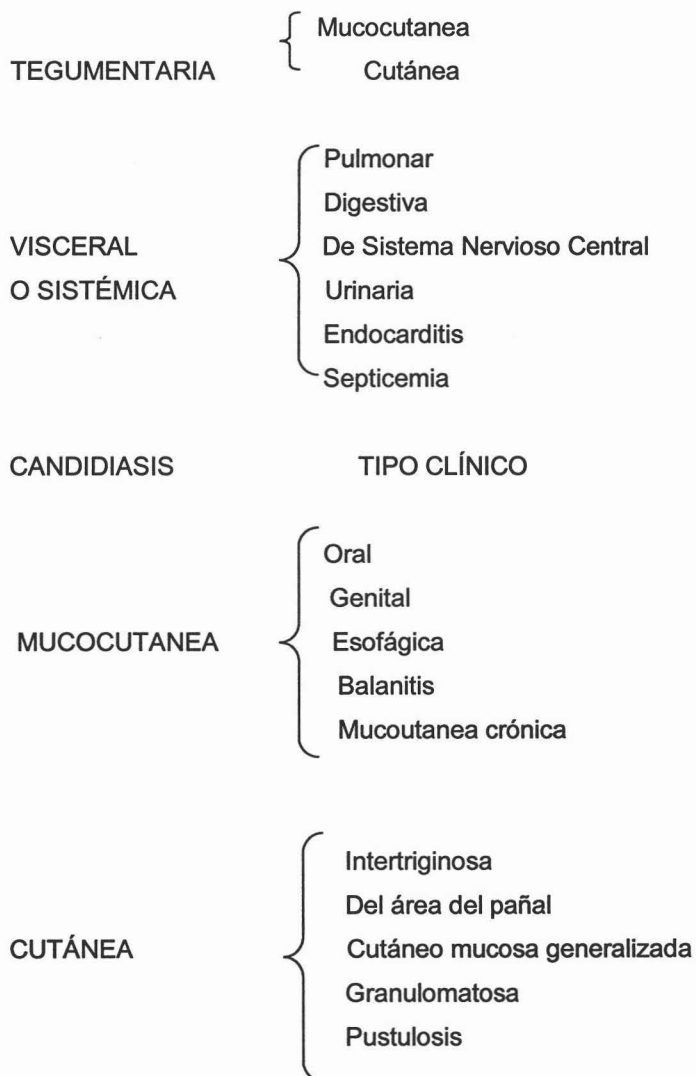 Mucocutanea
TEGUMENTARIA
Cutánea
Pulmonar
Digestiva
VISCERAL
De Sistema Nervioso Central
O SISTÉMICA
Urinaria
Endocarditis
Septicemia
CANDIDIASIS
TIPO CLÍNICO
Oral
Genital
MUCOCUTANEA
Esofágica
Balanitis
Mucoutanea crónica
Intertriginosa
Del área del pañal
CUTÁNEA
Cutáneo mucosa generalizada
Granulomatosa
Pustulosis